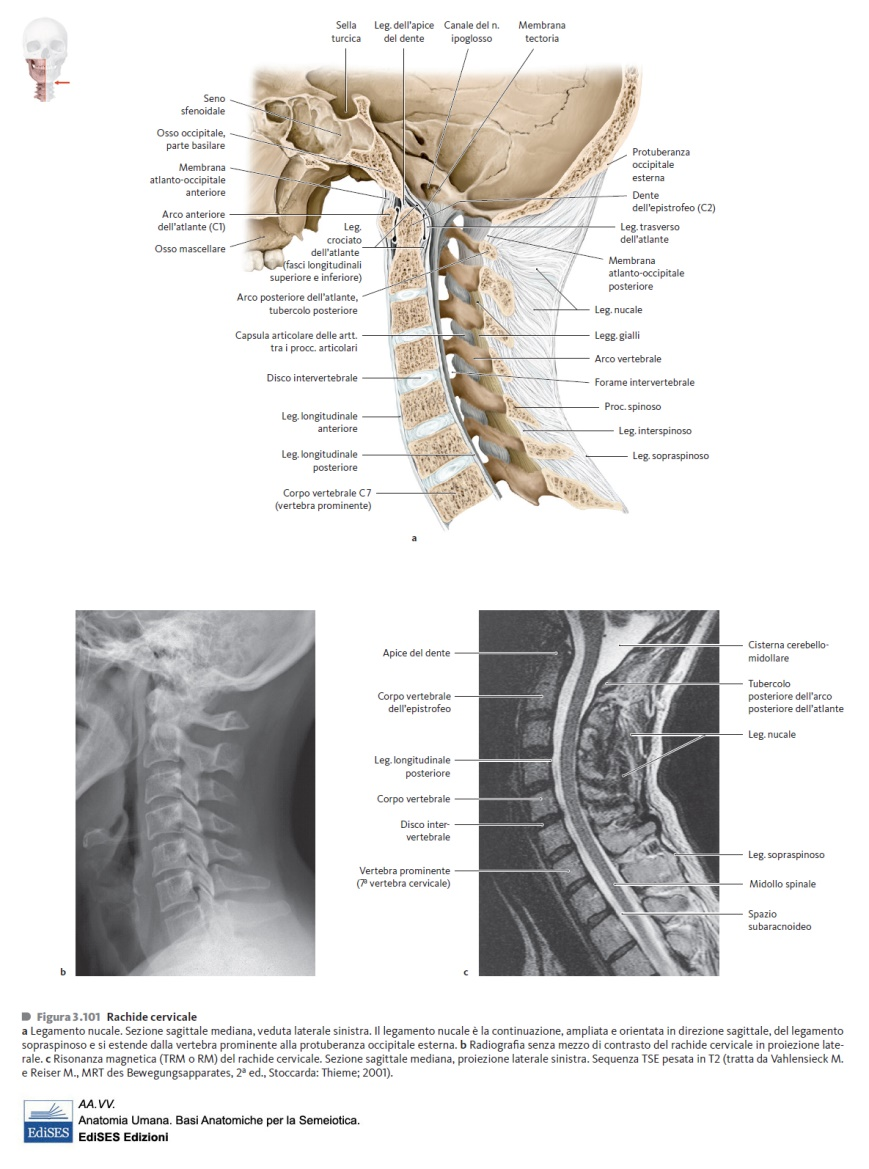 Sella
turcica
Leg. dell'apice
del dente
Canale del n.
ipoglosso
Membrana
tectoria
Seno
sfenoidale
Osso occipitale,
parte basilare
Membrana
atlanto-occipitale
anteriore
Arco anteriore
dell'atlante (C1)
Osso mascellare
Leg.
crociato
dell'atlante
(fasci longitudinali
superiore e inferiore)
Arco posteriore dell'atlante,
tubercolo posteriore
Capsula articolare delle artt.
tra i procc. articolari
Disco intervertebrale
Leg. longitudinale
anteriore
Leg. longitudinale
posteriore
Corpo vertebrale C7
(vertebra prominente)
Protuberanza
occipitale
esterna
Dente
dell'epistrofeo (C2)
Leg. trasverso
dell'atlante
Membrana
atlanto-occipitale
posteriore
Leg. nucale
Legg. gialli
Arco vertebrale
Forame intervertebrale
Proc. spinoso
Leg. interspinoso
Leg. sopraspinoso
a
b
Apice del dente
Corpo vertebrale
dell'epistrofeo
Leg. longitudinale
posteriore
Corpo vertebrale
Disco inter-
vertebrale
Vertebra prominente
(7ª vertebra cervicale)
c
Cisterna cerebello-
midollare
Tubercolo
posteriore dell'arco
posteriore dell'atlante
Leg. nucale
Leg. sopraspinoso
Midollo spinale
Spazio
subaracnoideo
Figura 3.101 Rachide cervicale
a Legamento nucale. Sezione sagittale mediana, veduta laterale sinistra. Il legamento nucale è la continuazione, ampliata e orientata in direzione sagittale, del legamento
sopraspinoso e si estende dalla vertebra prominente alla protuberanza occipitale esterna. b Radiografia senza mezzo di contrasto del rachide cervicale in proiezione late-
rale. c Risonanza magnetica (TRM o RM) del rachide cervicale. Sezione sagittale mediana, proiezione laterale sinistra. Sequenza TSE pesata in T2 (tratta da Vahlensieck M.
e Reiser M., MRT des Bewegungsapparates, 2ª ed., Stoccarda: Thieme; 2001).
EdiSES
AA.VV.
Anatomia Umana. Basi Anatomiche per la Semeiotica.
EdiSES Edizioni